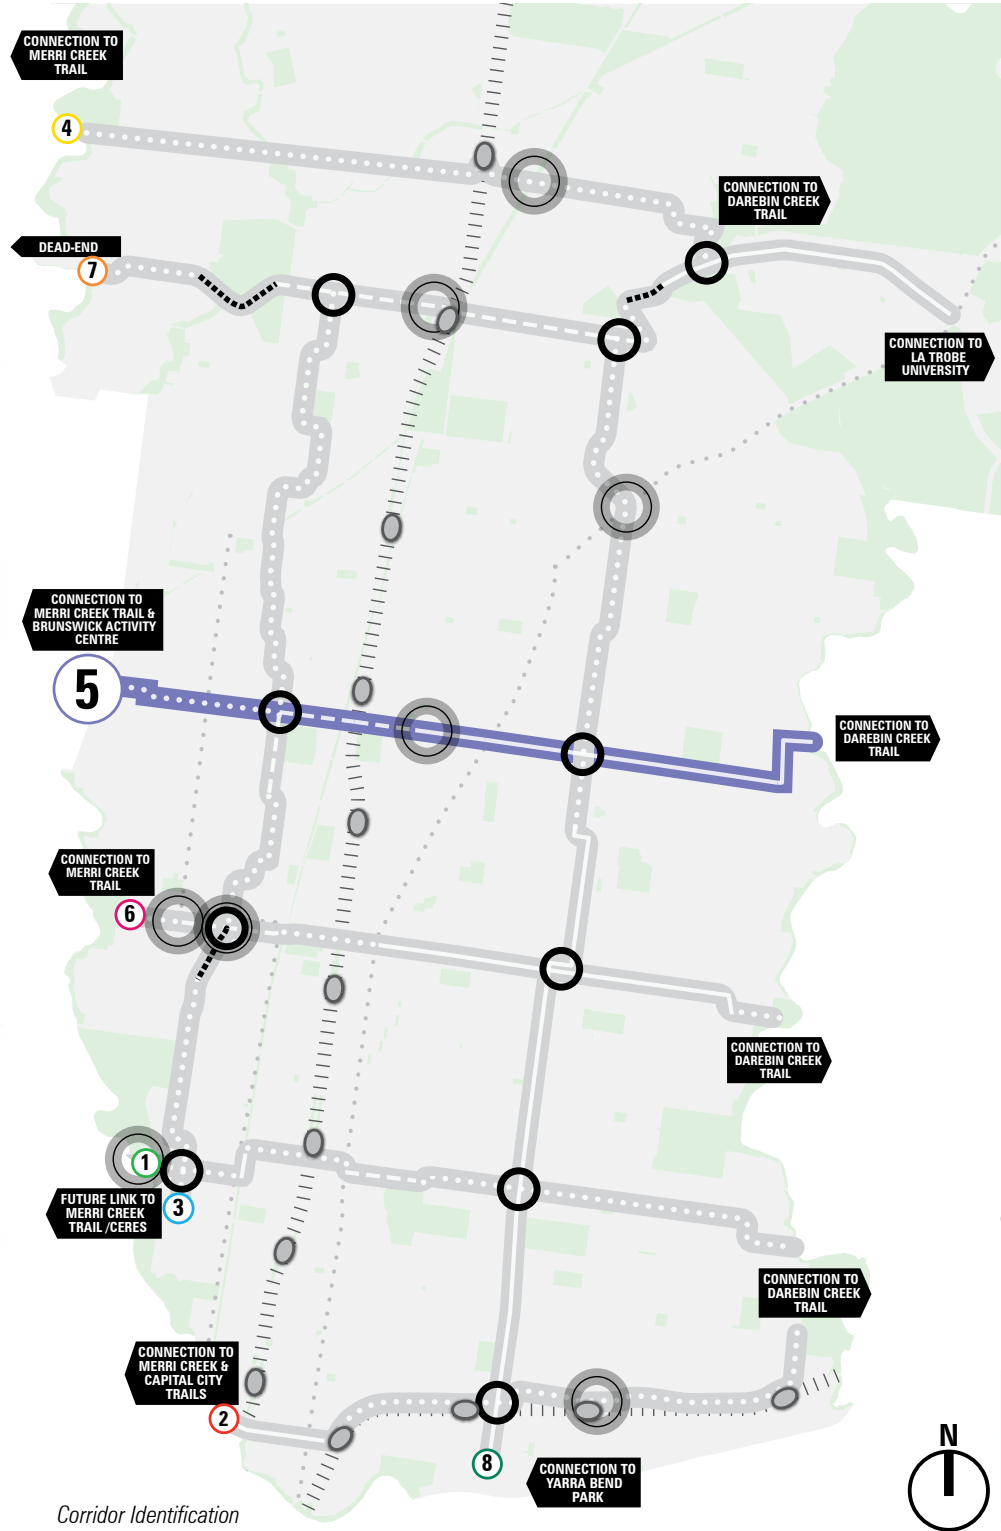 CONNECTION TO
MERRI CREEK
TRAIL
4
CONNECTION TO
DAREBIN CREEK
TRAIL
DEAD-END
7
CONNECTION TO
LA TROBE
UNIVERSITY
CONNECTION TO
MERRI CREEK TRAIL &
BRUNSWICK ACTIVITY
CENTRE
5
CONNECTION TO
DAREBIN CREEK
TRAIL
CONNECTION TO
MERRI CREEK
TRAIL
6
CONNECTION TO
DAREBIN CREEK
TRAIL
1
FUTURE LINK TO
MERRI CREEK
TRAIL /CERES
3
CONNECTION TO
DAREBIN CREEK
TRAIL
CONNECTION TO
MERRI CREEK &
CAPITAL CITY
TRAILS
2
8
CONNECTION TO
YARRA BEND
PARK
N
Corridor Identification